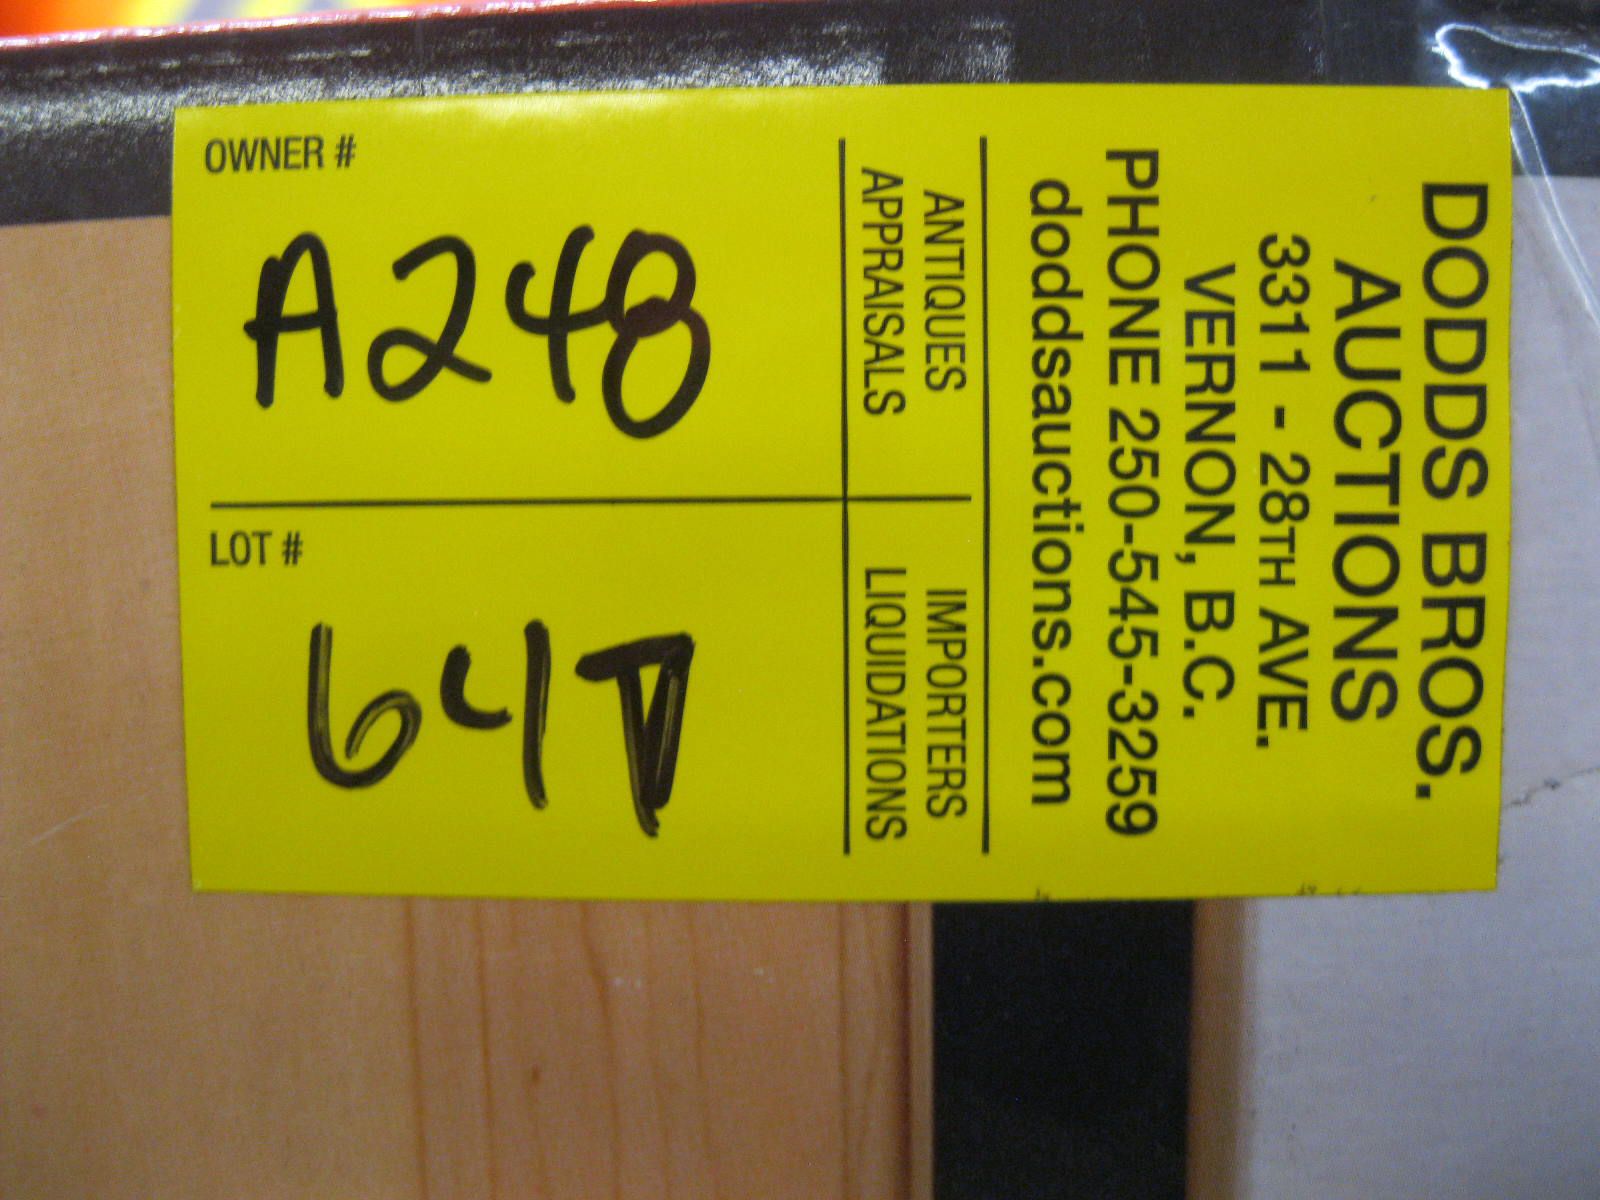 DODDS BROS.
AUCTIONS
3311 - 28TH AVE.
VERNON, B.C.
PHONE 250-545-3259
doddsauctions.com
ANTIQUES
APPRAISALS
IMPORTERS
LIQUIDATIONS
OWNER #
A248
LOT #